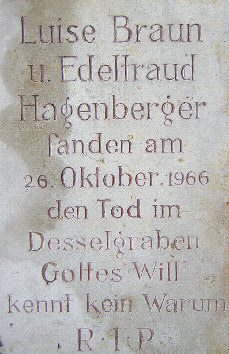 Luise Braun
u. Edeltraud
Hagenberger
fanden am
26. Oktober. 1966
den Tod im
Desselgraben
Gottes Will'
kennt kein Warum
R·I·P